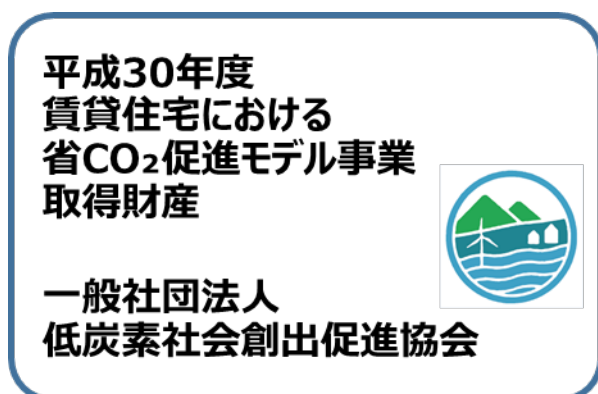 平成30年度
賃貸住宅における
省CO₂促進モデル事業
取得財産
一般社団法人
低炭素社会創出促進協会